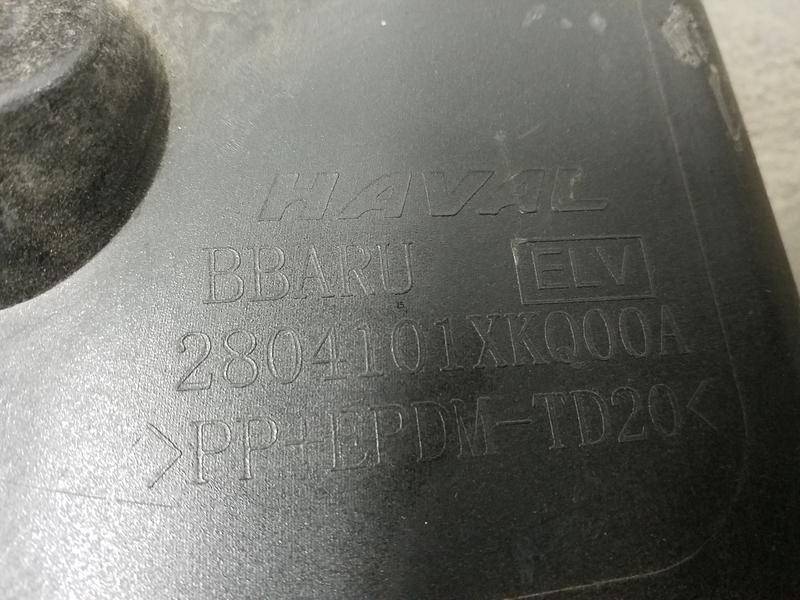 HAVAL
BBARU ELV
2804101XKQ00A
>PP+EPDM-TD20<